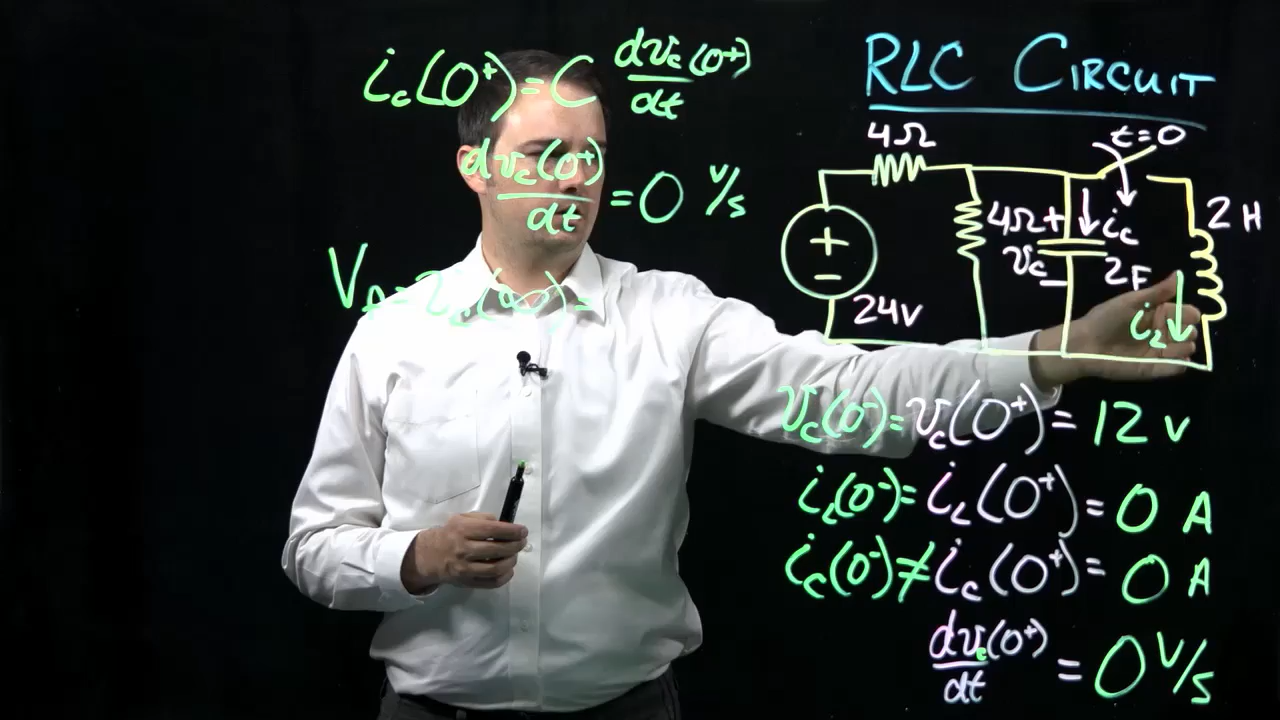 i_c(0⁺) = C dv_c(0⁺)/dt
dv_c(0⁺)/dt = 0 V/s
V_A = v_c(∞) =
RLC CIRCUIT
4Ω
t=0
4Ω
+
i_c
2 H
+
−
v_c
−
2F
24v
i_L
v_c(0⁻) = v_c(0⁺) = 12 v
i_L(0⁻) = i_L(0⁺) = 0 A
i_c(0⁻) ≠ i_c(0⁺) = 0 A
dv_c(0⁺)/dt = 0 V/s